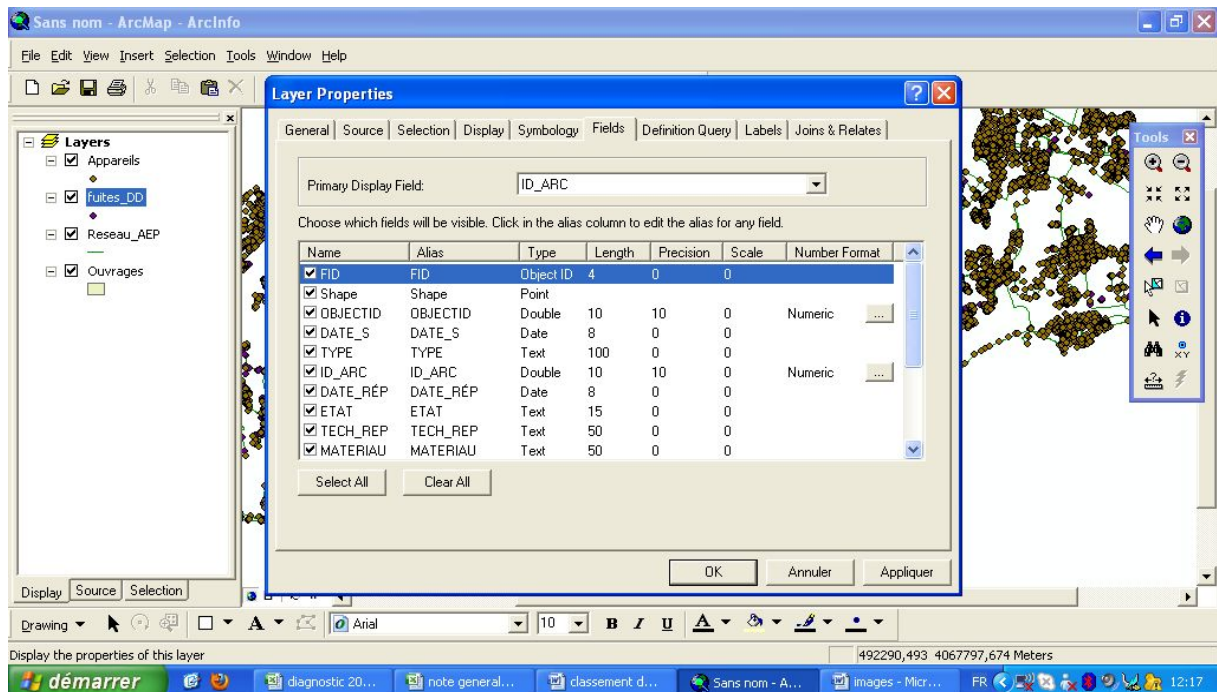 Sans nom - ArcMap - ArcInfo
File Edit View Insert Selection Tools Window Help
Layers
Appareils
fuites_DD
Reseau_AEP
Ouvrages
Display Source Selection
Layer Properties
General Source Selection Display Symbology Fields Definition Query Labels Joins & Relates
Primary Display Field: ID_ARC
Choose which fields will be visible. Click in the alias column to edit the alias for any field.
Name Alias Type Length Precision Scale Number Format
FID FID Object ID 4 0 0
Shape Shape Point
OBJECTID OBJECTID Double 10 10 0 Numeric ...
DATE_S DATE_S Date 8 0 0
TYPE TYPE Text 100 0 0
ID_ARC ID_ARC Double 10 10 0 Numeric ...
DATE_RÉP DATE_RÉP Date 8 0 0
ETAT ETAT Text 15 0 0
TECH_REP TECH_REP Text 50 0 0
MATERIAU MATERIAU Text 50 0 0
Select All Clear All
OK Annuler Appliquer
Tools
XY
Drawing A Arial 10 B I U A
Display the properties of this layer 492290,493 4067797,674 Meters
démarrer diagnostic 20... note general... classement d... Sans nom - A... images - Micr... FR 12:17